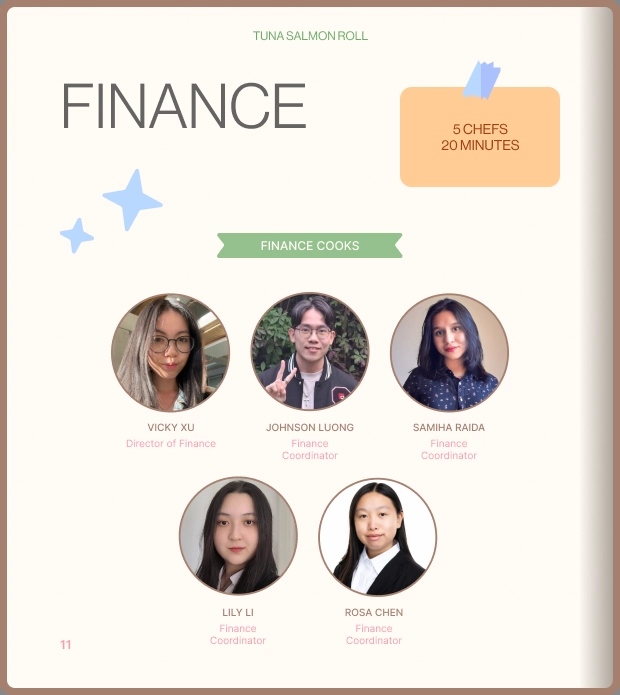 TUNA SALMON ROLL
FINANCE
5 CHEFS
20 MINUTES
FINANCE COOKS
VICKY XU
Director of Finance
JOHNSON LUONG
Finance
Coordinator
SAMIHA RAIDA
Finance
Coordinator
LILY LI
Finance
Coordinator
ROSA CHEN
Finance
Coordinator
11